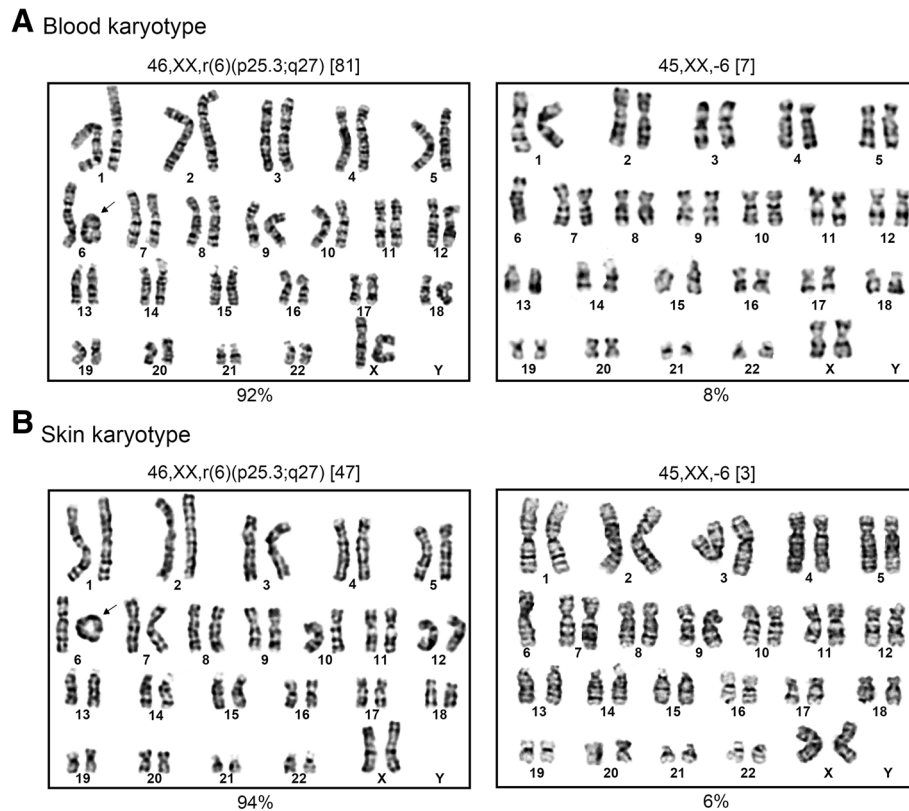 A Blood karyotype
46,XX,r(6)(p25.3;q27) [81]
1 2 3 4 5
6 7 8 9 10 11 12
13 14 15 16 17 18
19 20 21 22 X Y
92%
45,XX,-6 [7]
1 2 3 4 5
6 7 8 9 10 11 12
13 14 15 16 17 18
19 20 21 22 X Y
8%
B Skin karyotype
46,XX,r(6)(p25.3;q27) [47]
1 2 3 4 5
6 7 8 9 10 11 12
13 14 15 16 17 18
19 20 21 22 X Y
94%
45,XX,-6 [3]
1 2 3 4 5
6 7 8 9 10 11 12
13 14 15 16 17 18
19 20 21 22 X Y
6%